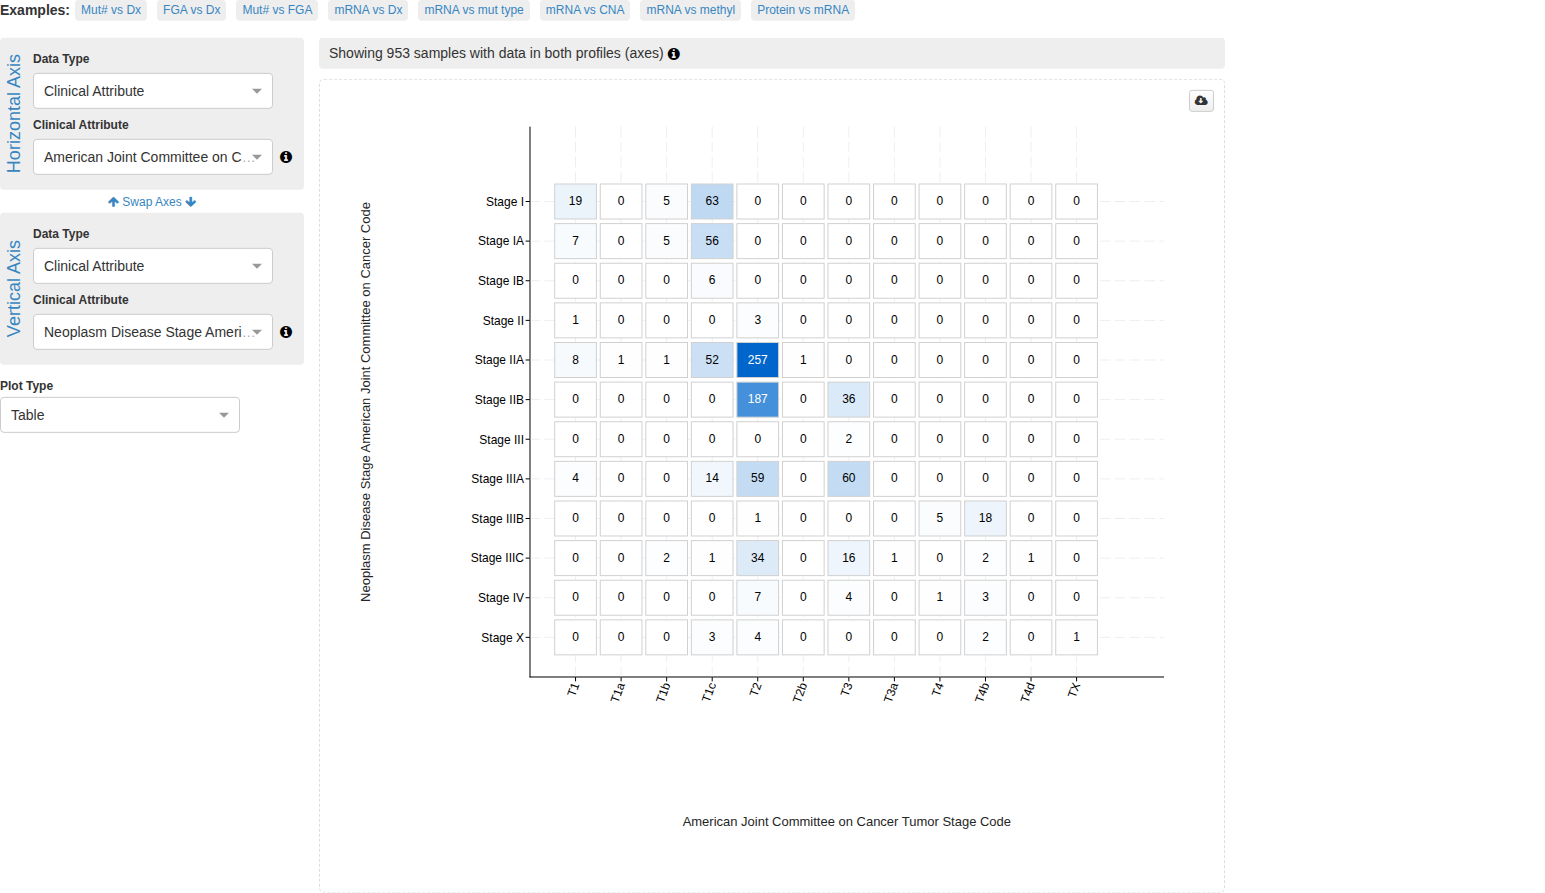 Examples: Mut# vs Dx FGA vs Dx Mut# vs FGA mRNA vs Dx mRNA vs mut type mRNA vs CNA mRNA vs methyl Protein vs mRNA
Horizontal Axis
Data Type
Clinical Attribute
Clinical Attribute
American Joint Committee on C...
Swap Axes
Vertical Axis
Data Type
Clinical Attribute
Clinical Attribute
Neoplasm Disease Stage Ameri...
Plot Type
Table
Showing 953 samples with data in both profiles (axes)
Neoplasm Disease Stage American Joint Committee on Cancer Code
Stage I 19 0 5 63 0 0 0 0 0 0 0 0
Stage IA 7 0 5 56 0 0 0 0 0 0 0 0
Stage IB 0 0 0 6 0 0 0 0 0 0 0 0
Stage II 1 0 0 0 3 0 0 0 0 0 0 0
Stage IIA 8 1 1 52 257 1 0 0 0 0 0 0
Stage IIB 0 0 0 0 187 0 36 0 0 0 0 0
Stage III 0 0 0 0 0 0 2 0 0 0 0 0
Stage IIIA 4 0 0 14 59 0 60 0 0 0 0 0
Stage IIIB 0 0 0 0 1 0 0 0 5 18 0 0
Stage IIIC 0 0 2 1 34 0 16 1 0 2 1 0
Stage IV 0 0 0 0 7 0 4 0 1 3 0 0
Stage X 0 0 0 3 4 0 0 0 0 2 0 1
T1 T1a T1b T1c T2 T2b T3 T3a T4 T4b T4d TX
American Joint Committee on Cancer Tumor Stage Code